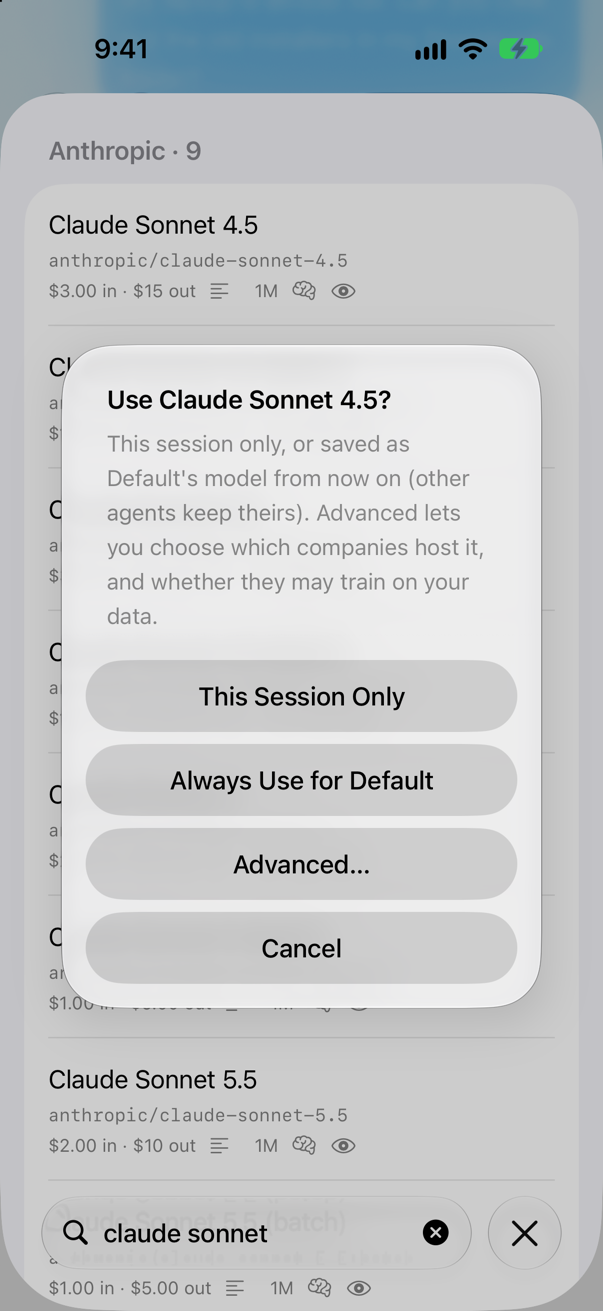 9:41
Anthropic · 9
Claude Sonnet 4.5
anthropic/claude-sonnet-4.5
$3.00 in · $15 out 1M
Use Claude Sonnet 4.5?
This session only, or saved as
Default's model from now on (other
agents keep theirs). Advanced lets
you choose which companies host it,
and whether they may train on your
data.
This Session Only
Always Use for Default
Advanced...
Cancel
$1.00
Claude Sonnet 5.5
anthropic/claude-sonnet-5.5
$2.00 in · $10 out 1M
claude sonnet
$1.00 in · $5.00 out 1M